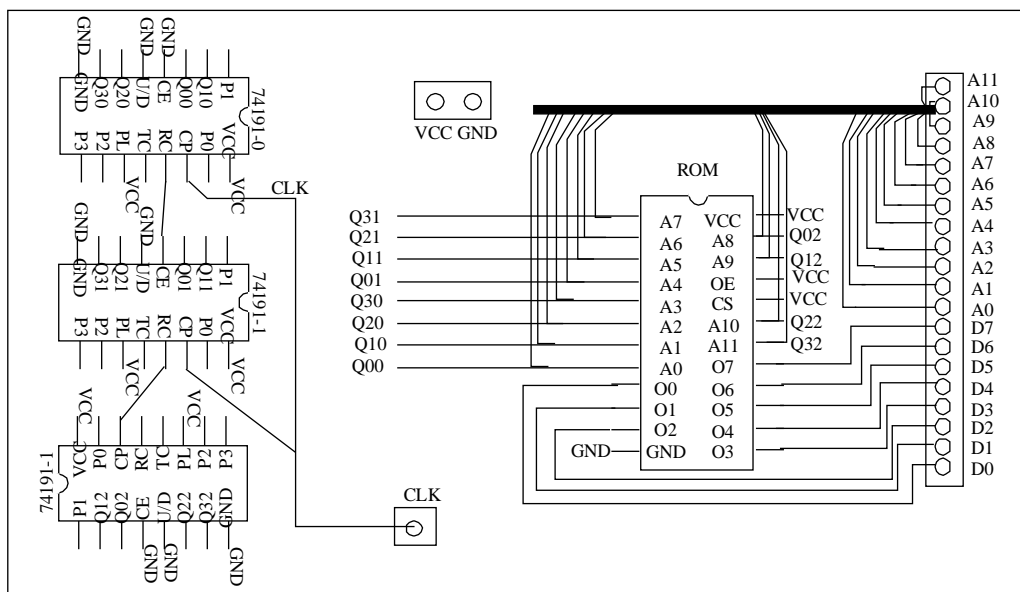 GND
GND
GND
GND Q30 Q20 U/D CE Q00 Q10 P1
P3 P2 PL TC RC CP P0 VCC
74191-0
VCC
VCC
CLK
GND
GND
GND Q31 Q21 U/D CE Q01 Q11 P1
P3 P2 PL TC RC CP P0 VCC
74191-1
VCC
VCC
VCC
VCC
VCC P0 CP RC TC PL P2 P3
P1 Q12 Q02 CE U/D Q22 Q32 GND
74191-1
GND
GND
GND
CLK
VCC GND
ROM
Q31
Q21
Q11
Q01
Q30
Q20
Q10
Q00
GND
A7 VCC
A6 A8
A5 A9
A4 OE
A3 CS
A2 A10
A1 A11
A0 O7
O0 O6
O1 O5
O2 O4
GND O3
VCC
Q02
Q12
VCC
VCC
Q22
Q32
A11
A10
A9
A8
A7
A6
A5
A4
A3
A2
A1
A0
D7
D6
D5
D4
D3
D2
D1
D0